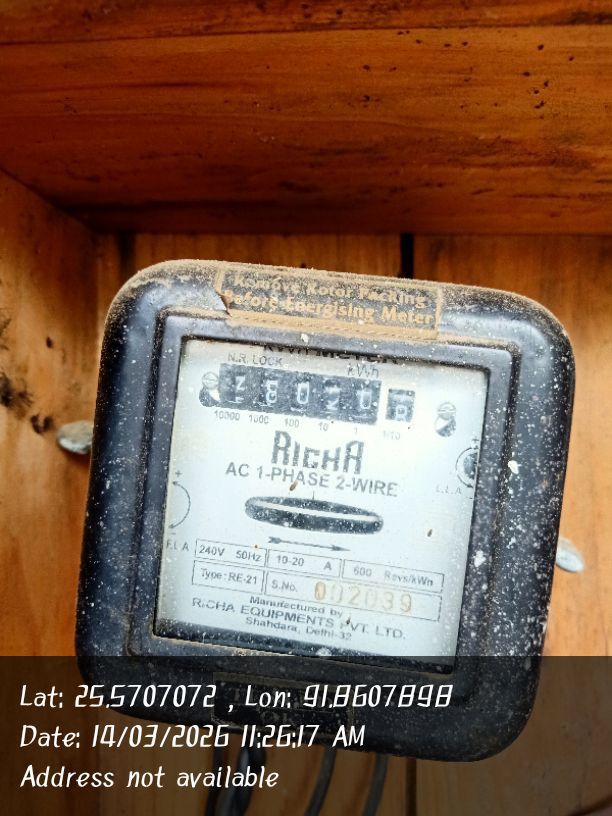 Remove Rotor Packing
Before Energising Meter
N.R. LOCK kWh
10000 1000 100 10 1 1/10
RICHA
AC 1-PHASE 2-WIRE
L.L.A
F.L.A
240V 50Hz 10-20 A 600 Revs/kWh
Type: RE-21 S.No. 002039
Manufactured by
RICHA EQUIPMENTS PVT. LTD.
Shahdara, Delhi-32
Lat: 25.5707072 , Lon: 91.8607898
Date: 14/03/2026 11:26:17 AM
Address not available